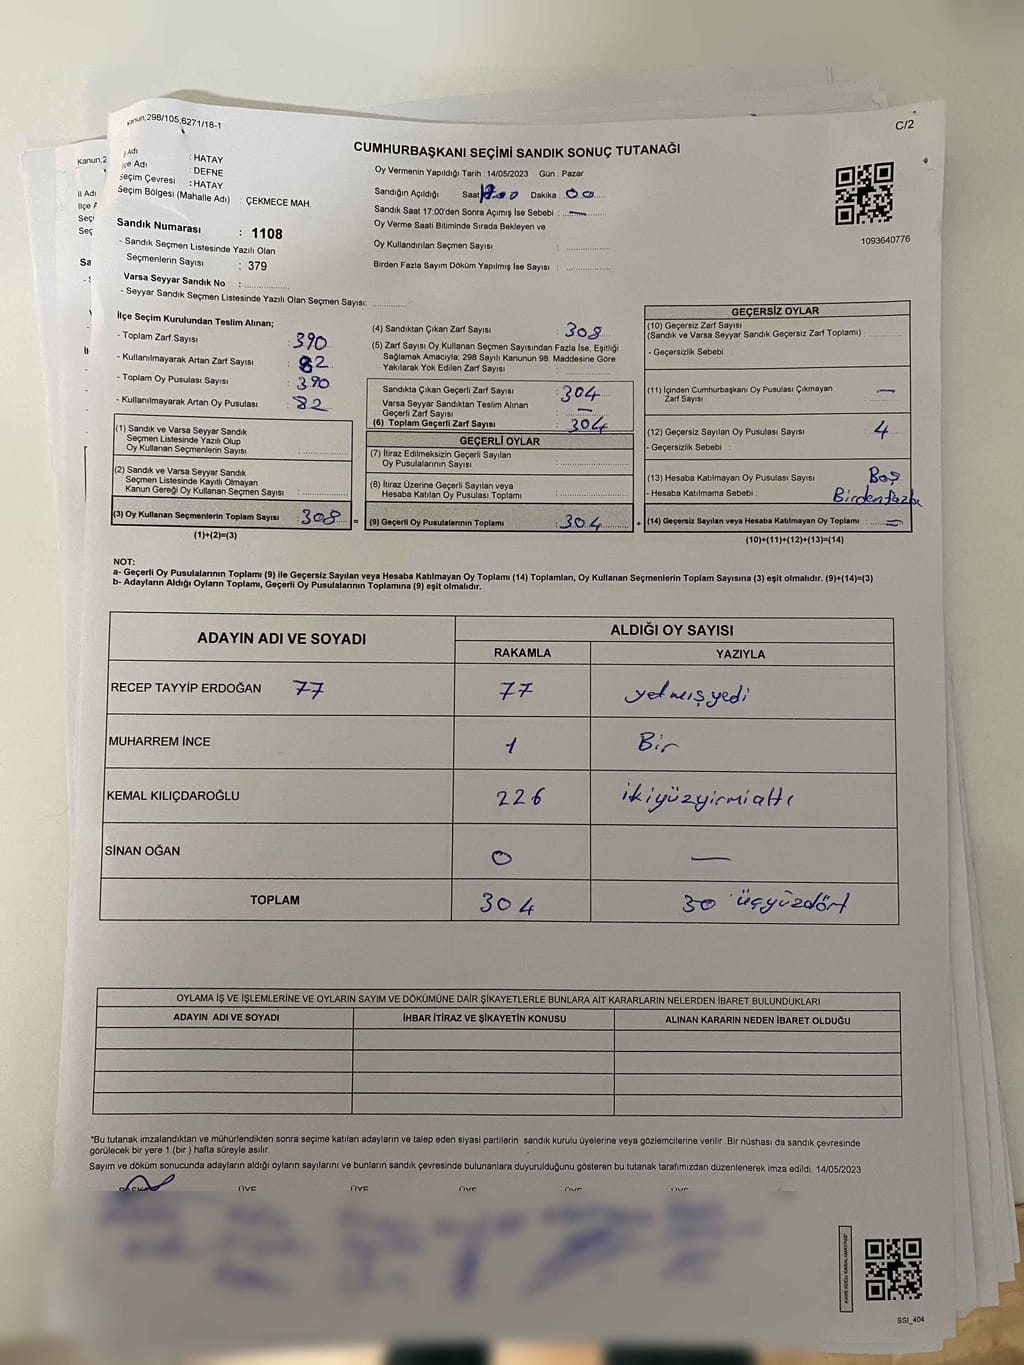 Kanun;298/105,6271/18-1
C/2
CUMHURBAŞKANI SEÇİMİ SANDIK SONUÇ TUTANAĞI
İl Adı : HATAY
İlçe Adı : DEFNE
Seçim Çevresi : HATAY
Seçim Bölgesi (Mahalle Adı) : ÇEKMECE MAH.
Sandık Numarası : 1108
- Sandık Seçmen Listesinde Yazılı Olan
Seçmenlerin Sayısı : 379
Varsa Seyyar Sandık No :
- Seyyar Sandık Seçmen Listesinde Yazılı Olan Seçmen Sayısı:
Oy Vermenin Yapıldığı Tarih : 14/05/2023 Gün : Pazar
Sandığın Açıldığı Saat Dakika : 00
Sandık Saat 17:00'den Sonra Açımış İse Sebebi : —
Oy Verme Saati Bitiminde Sırada Bekleyen ve
Oy Kullandırılan Seçmen Sayısı :
Birden Fazla Sayım Döküm Yapılmış İse Sayısı :
1093640776
İlçe Seçim Kurulundan Teslim Alınan;
- Toplam Zarf Sayısı : 390
- Kullanılmayarak Artan Zarf Sayısı : 82
- Toplam Oy Pusulası Sayısı : 390
- Kullanılmayarak Artan Oy Pusulası : 82
(1) Sandık ve Varsa Seyyar Sandık
Seçmen Listesinde Yazılı Olup
Oy Kullanan Seçmenlerin Sayısı :
(2) Sandık ve Varsa Seyyar Sandık
Seçmen Listesinde Kayıtlı Olmayan
Kanun Gereği Oy Kullanan Seçmen Sayısı :
(3) Oy Kullanan Seçmenlerin Toplam Sayısı : 308 =
(1)+(2)=(3)
(4) Sandıktan Çıkan Zarf Sayısı : 308
(5) Zarf Sayısı Oy Kullanan Seçmen Sayısından Fazla İse, Eşitliği
Sağlamak Amacıyla; 298 Sayılı Kanunun 98. Maddesine Göre
Yakılarak Yok Edilen Zarf Sayısı :
Sandıkta Çıkan Geçerli Zarf Sayısı : 304
Varsa Seyyar Sandıktan Teslim Alınan
Geçerli Zarf Sayısı : —
(6) Toplam Geçerli Zarf Sayısı : 304
GEÇERLİ OYLAR
(7) İtiraz Edilmeksizin Geçerli Sayılan
Oy Pusulalarının Sayısı :
(8) İtiraz Üzerine Geçerli Sayılan veya
Hesaba Katılan Oy Pusulası Toplamı :
(9) Geçerli Oy Pusulalarının Toplamı : 304 +
GEÇERSİZ OYLAR
(10) Geçersiz Zarf Sayısı
(Sandık ve Varsa Seyyar Sandık Geçersiz Zarf Toplamı) :
- Geçersizlik Sebebi
(11) İçinden Cumhurbaşkanı Oy Pusulası Çıkmayan
Zarf Sayısı : —
(12) Geçersiz Sayılan Oy Pusulası Sayısı : 4
- Geçersizlik Sebebi :
(13) Hesaba Katılmayan Oy Pusulası Sayısı : Boş
- Hesaba Katılmama Sebebi : Birdenfazla
(14) Geçersiz Sayılan veya Hesaba Katılmayan Oy Toplamı :
(10)+(11)+(12)+(13)=(14)
NOT:
a- Geçerli Oy Pusulalarının Toplamı (9) ile Geçersiz Sayılan veya Hesaba Katılmayan Oy Toplamı (14) Toplamları, Oy Kullanan Seçmenlerin Toplam Sayısına (3) eşit olmalıdır. (9)+(14)=(3)
b- Adayların Aldığı Oyların Toplamı, Geçerli Oy Pusulalarının Toplamına (9) eşit olmalıdır.
ADAYIN ADI VE SOYADI ALDIĞI OY SAYISI
RAKAMLA YAZIYLA
RECEP TAYYİP ERDOĞAN 77 77 yetmişyedi
MUHARREM İNCE 1 Bir
KEMAL KILIÇDAROĞLU 226 ikiyüzyirmialtı
SİNAN OĞAN 0 —
TOPLAM 304 30 üçyüzdört
OYLAMA İŞ VE İŞLEMLERİNE VE OYLARIN SAYIM VE DÖKÜMÜNE DAİR ŞİKAYETLERLE BUNLARA AİT KARARLARIN NELERDEN İBARET BULUNDUKLARI
ADAYIN ADI VE SOYADI İHBAR İTİRAZ VE ŞİKAYETİN KONUSU ALINAN KARARIN NEDEN İBARET OLDUĞU
*Bu tutanak imzalandıktan ve mühürlendikten sonra seçime katılan adayların ve talep eden siyasi partilerin sandık kurulu üyelerine veya gözlemcilerine verilir .Bir nüshası da sandık çevresinde
görülecek bir yere 1 (bir ) hafta süreyle asılır.
Sayım ve döküm sonucunda adayların aldığı oyların sayılarını ve bunların sandık çevresinde bulunanlara duyurulduğunu gösteren bu tutanak tarafımızdan düzenlenerek imza edildi. 14/05/2023
BAŞKAN ÜYE ÜYE ÜYE ÜYE ÜYE
KARE KODU KARALAMAYINIZ!
SSI_404